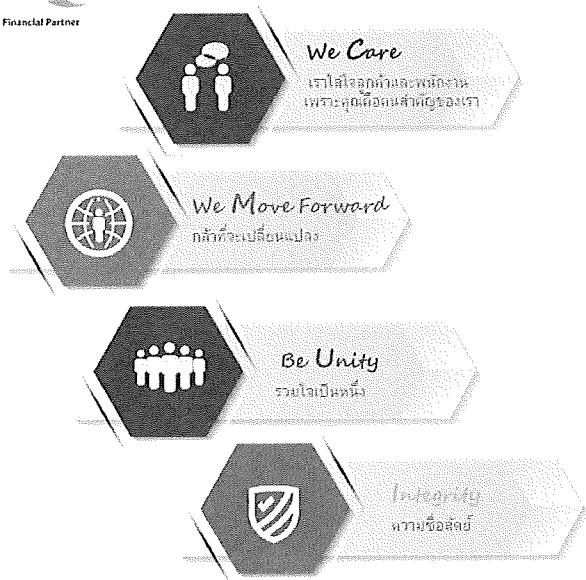 Financial Partner
We Care
เราใส่ใจลูกค้าและพนักงาน
เพราะคุณคือคนสำคัญของเรา
We Move Forward
กล้าที่จะเปลี่ยนแปลง
Be Unity
รวมใจเป็นหนึ่ง
Integrity
ความซื่อสัตย์